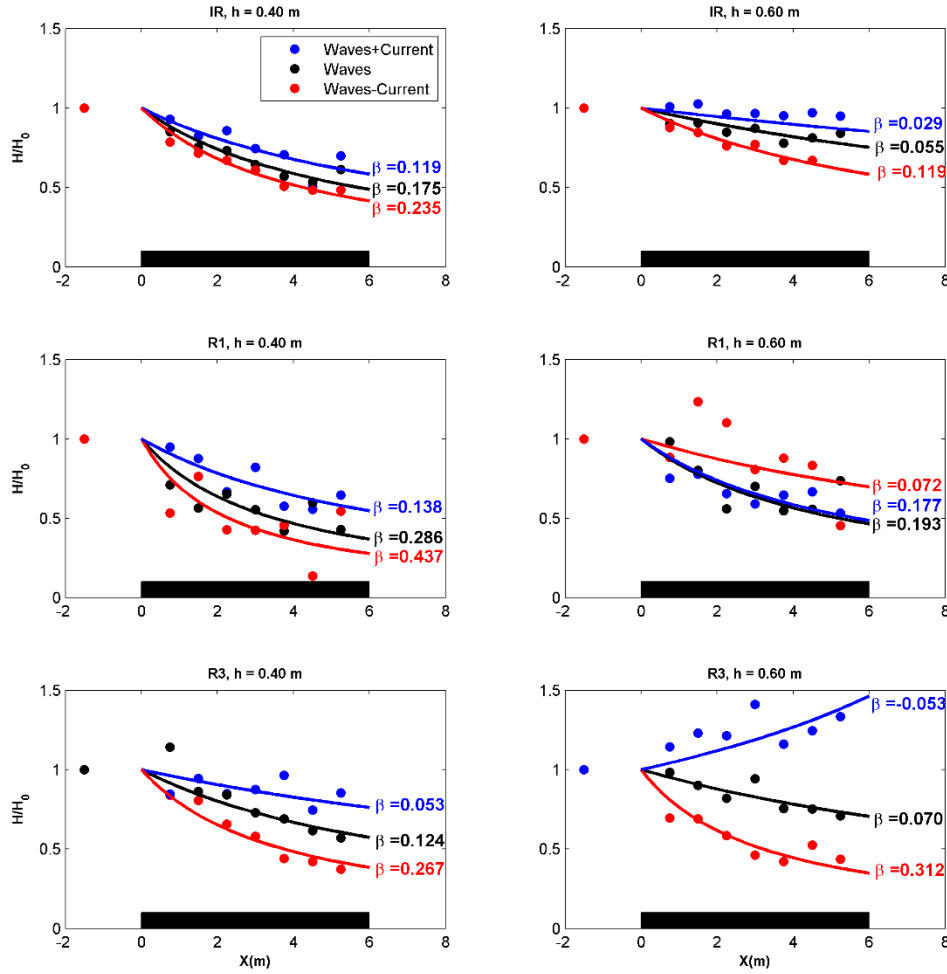 IR, h = 0.40 m
1.5
1
0.5
0
H/H0
-2
0
2
4
6
8
Waves+Current
Waves
Waves-Current
β =0.119
β =0.175
β =0.235
IR, h = 0.60 m
1.5
1
0.5
0
-2
0
2
4
6
8
β =0.029
β =0.055
β =0.119
R1, h = 0.40 m
1.5
1
0.5
0
H/H0
-2
0
2
4
6
8
β =0.138
β =0.286
β =0.437
R1, h = 0.60 m
1.5
1
0.5
0
-2
0
2
4
6
8
β =0.072
β =0.177
β =0.193
R3, h = 0.40 m
1.5
1
0.5
0
H/H0
-2
0
2
4
6
8
X(m)
β =0.053
β =0.124
β =0.267
R3, h = 0.60 m
1.5
1
0.5
0
-2
0
2
4
6
8
X(m)
β =-0.053
β =0.070
β =0.312